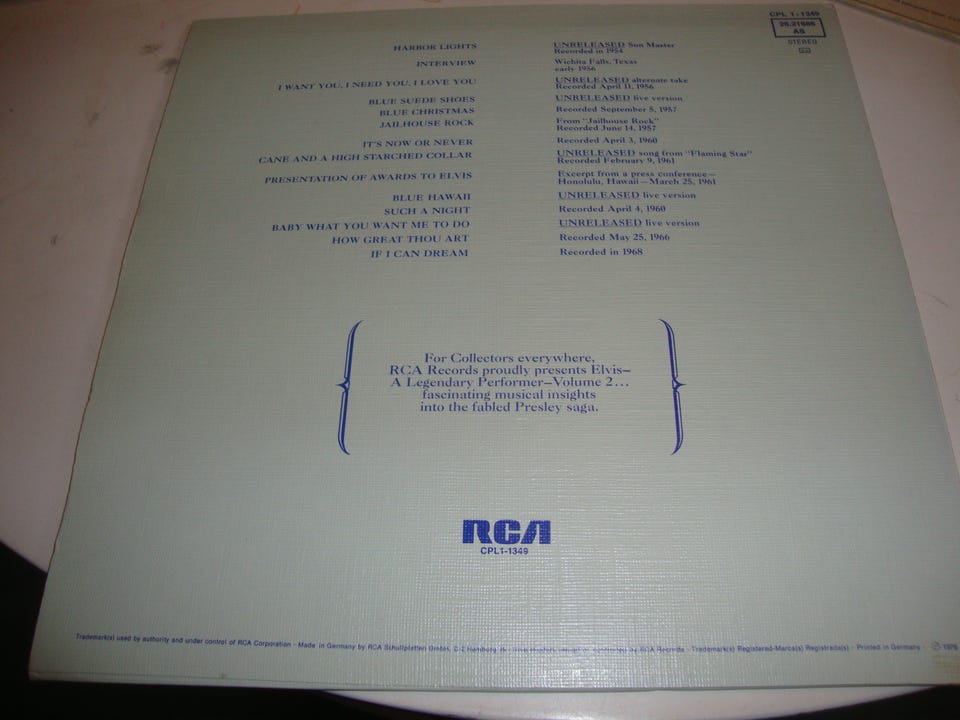 CPL 1-1349
26.21666
AS
STEREO
HARBOR LIGHTS UNRELEASED Sun Master
Recorded in 1954
INTERVIEW Wichita Falls, Texas
early 1956
I WANT YOU, I NEED YOU, I LOVE YOU UNRELEASED alternate take
Recorded April 11, 1956
BLUE SUEDE SHOES UNRELEASED live version
BLUE CHRISTMAS Recorded September 5, 1957
JAILHOUSE ROCK From "Jailhouse Rock"
Recorded June 14, 1957
IT'S NOW OR NEVER Recorded April 3, 1960
CANE AND A HIGH STARCHED COLLAR UNRELEASED song from "Flaming Star"
Recorded February 9, 1961
PRESENTATION OF AWARDS TO ELVIS Excerpt from a press conference—
Honolulu, Hawaii—March 25, 1961
BLUE HAWAII UNRELEASED live version
SUCH A NIGHT Recorded April 4, 1960
BABY WHAT YOU WANT ME TO DO UNRELEASED live version
HOW GREAT THOU ART Recorded May 25, 1966
IF I CAN DREAM Recorded in 1968
For Collectors everywhere,
RCA Records proudly presents Elvis—
A Legendary Performer—Volume 2...
fascinating musical insights
into the fabled Presley saga.
RCA
CPL1-1349
Trademark(s) used by authority and under control of RCA Corporation · Made in Germany by RCA Schallplatten GmbH, Hamburg RCA Records · Trademark(s) Registered-Marca(s) Registrada(s) · Printed in Germany ℗ 1976